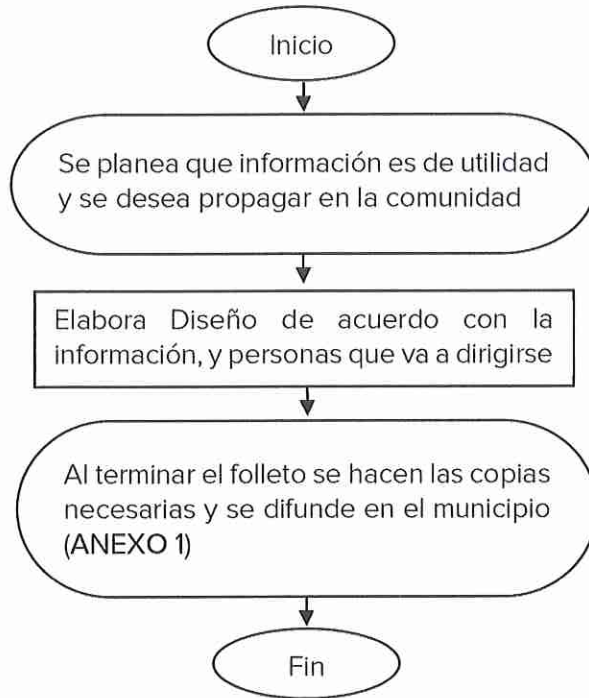 Inicio
Se planea que información es de utilidad
y se desea propagar en la comunidad
Elabora Diseño de acuerdo con la
información, y personas que va a dirigirse
Al terminar el folleto se hacen las copias
necesarias y se difunde en el municipio
(ANEXO 1)
Fin